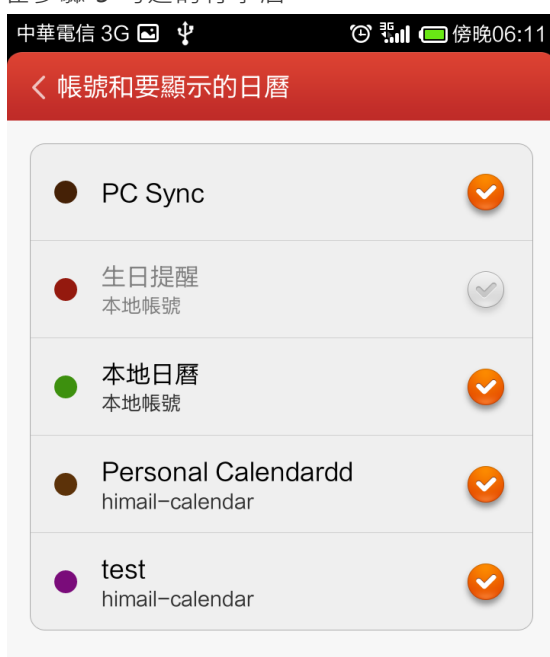 中華電信 3G 3G 傍晚06:11
帳號和要顯示的日曆
PC Sync
生日提醒
本地帳號
本地日曆
本地帳號
Personal Calendardd
himail-calendar
test
himail-calendar